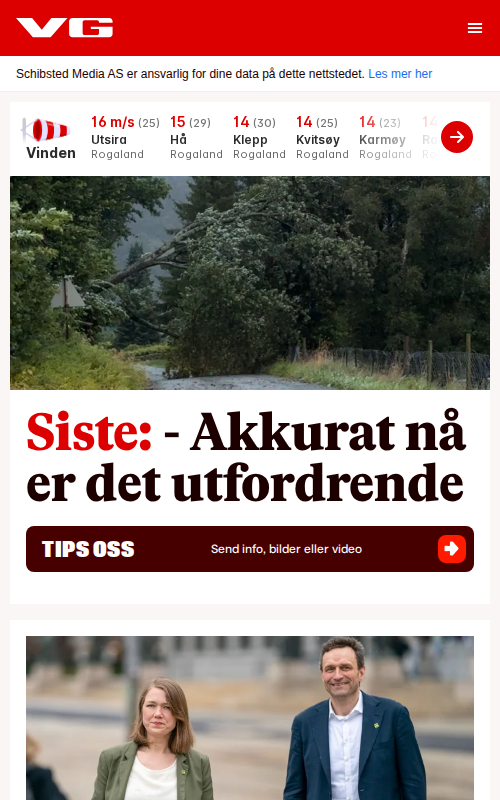 VG
Schibsted Media AS er ansvarlig for dine data på dette nettstedet. Les mer her
Vinden
16 m/s (25)
Utsira
Rogaland
15 (29)
Hå
Rogaland
14 (30)
Klepp
Rogaland
14 (25)
Kvitsøy
Rogaland
14 (23)
Karmøy
Rogaland
14
Siste: - Akkurat nå
er det utfordrende
TIPS OSS
Send info, bilder eller video